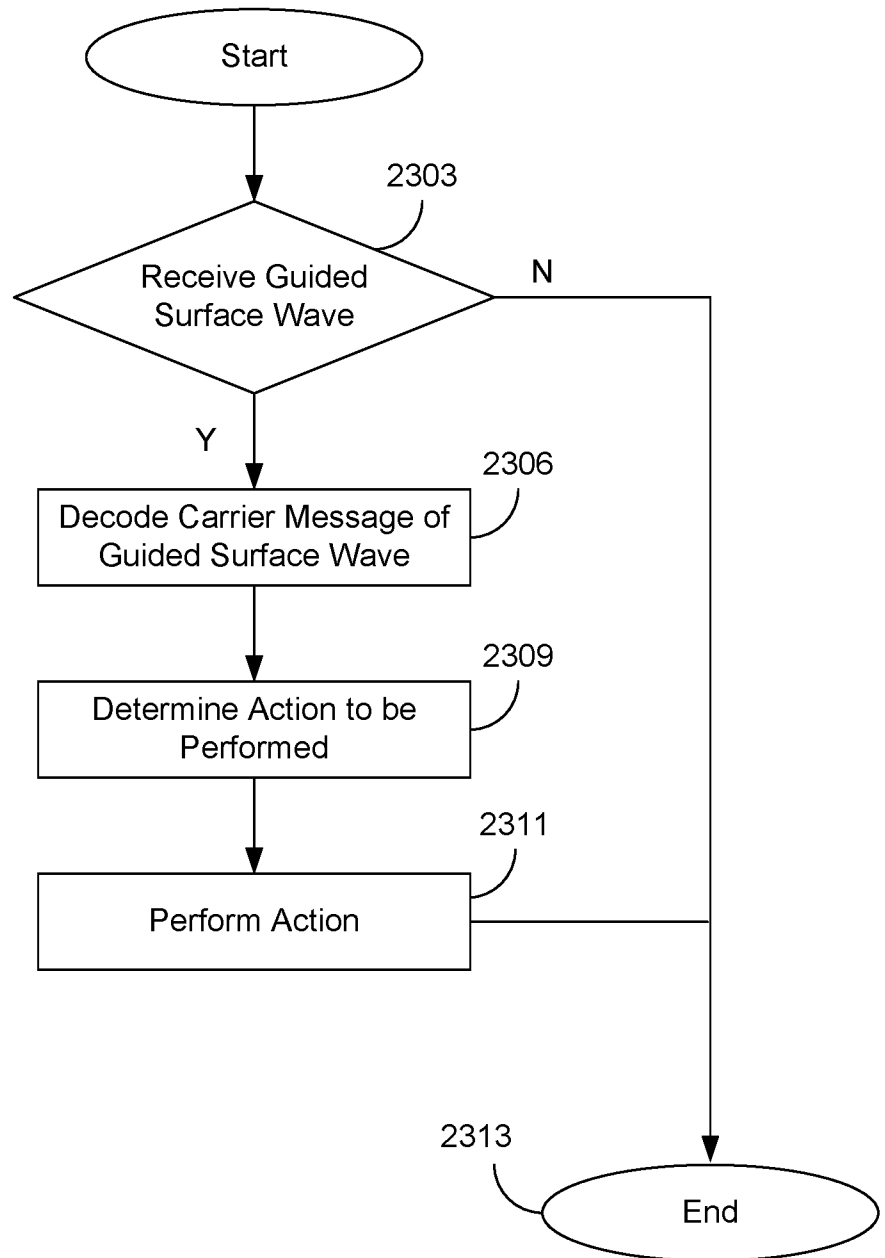 Start
2303
Receive Guided
Surface Wave
N
Y
2306
Decode Carrier Message of
Guided Surface Wave
2309
Determine Action to be
Performed
2311
Perform Action
2313
End